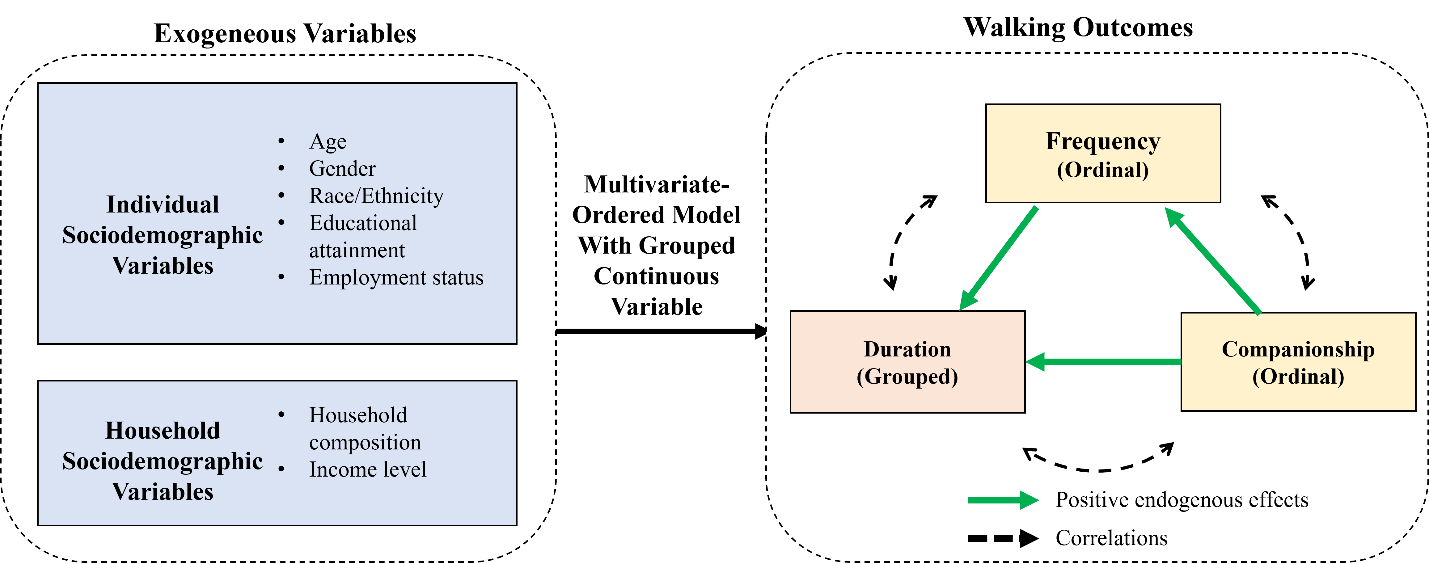 Exogeneous Variables
Individual
Sociodemographic
Variables
• Age
• Gender
• Race/Ethnicity
• Educational
attainment
• Employment status
Household
Sociodemographic
Variables
• Household
composition
• Income level
Multivariate-
Ordered Model
With Grouped
Continuous
Variable
Walking Outcomes
Frequency
(Ordinal)
Duration
(Grouped)
Companionship
(Ordinal)
Positive endogenous effects
Correlations